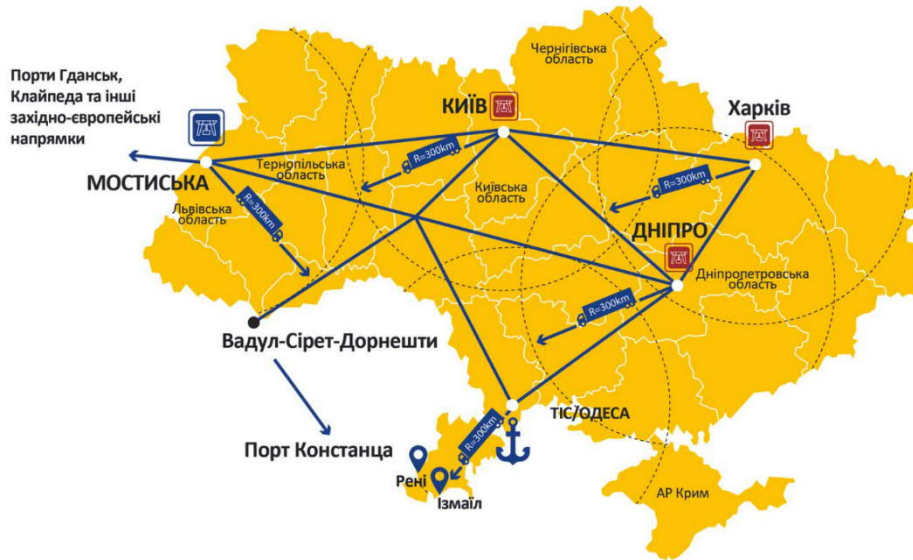 Чернігівська
область
Порти Гданськ,
Клайпеда та інші
західно-європейські
напрямки
КИЇВ
Харків
R=300km
Тернопільська
область
МОСТИСЬКА
Київська
область
R=300km
Львівська
область
R=300km
ДНІПРО
Дніпропетровська
область
R=300km
Вадул-Сірет-Дорнешти
ТІС/ОДЕСА
R=300km
Порт Констанца
Рені
Ізмаїл
АР Крим